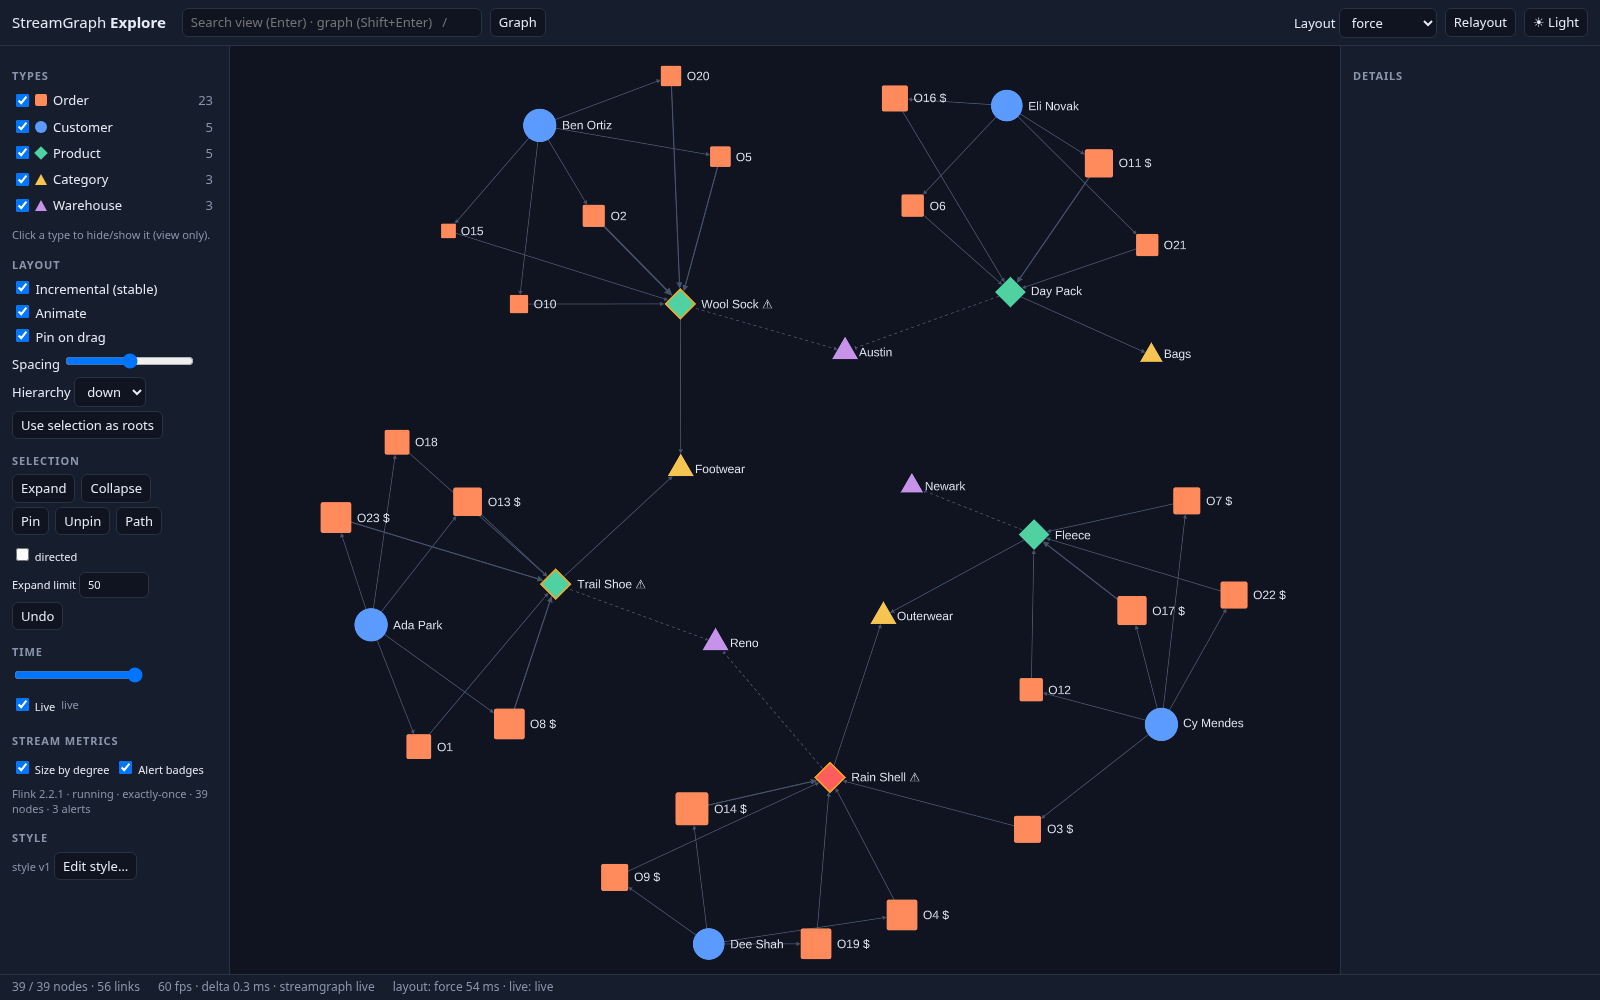 StreamGraph Explore
Search view (Enter) · graph (Shift+Enter) /
Graph
Layout force
Relayout
☀ Light
TYPES
Order 23
Customer 5
Product 5
Category 3
Warehouse 3
Click a type to hide/show it (view only).
LAYOUT
Incremental (stable)
Animate
Pin on drag
Spacing
Hierarchy down
Use selection as roots
SELECTION
Expand Collapse
Pin Unpin Path
directed
Expand limit 50
Undo
TIME
Live live
STREAM METRICS
Size by degree Alert badges
Flink 2.2.1 · running · exactly-once · 39
nodes · 3 alerts
STYLE
style v1 Edit style...
O20
Ben Ortiz
O5
O2
O15
O10
Wool Sock ⚠
O16 $
Eli Novak
O11 $
O6
O21
Day Pack
Austin
Bags
O18
Footwear
O13 $
O23 $
Trail Shoe ⚠
Ada Park
Reno
O8 $
O1
Newark
O7 $
Fleece
O22 $
O17 $
Outerwear
O12
Cy Mendes
Rain Shell ⚠
O14 $
O3 $
O9 $
O4 $
Dee Shah
O19 $
DETAILS
39 / 39 nodes · 56 links 60 fps · delta 0.3 ms · streamgraph live layout: force 54 ms · live: live